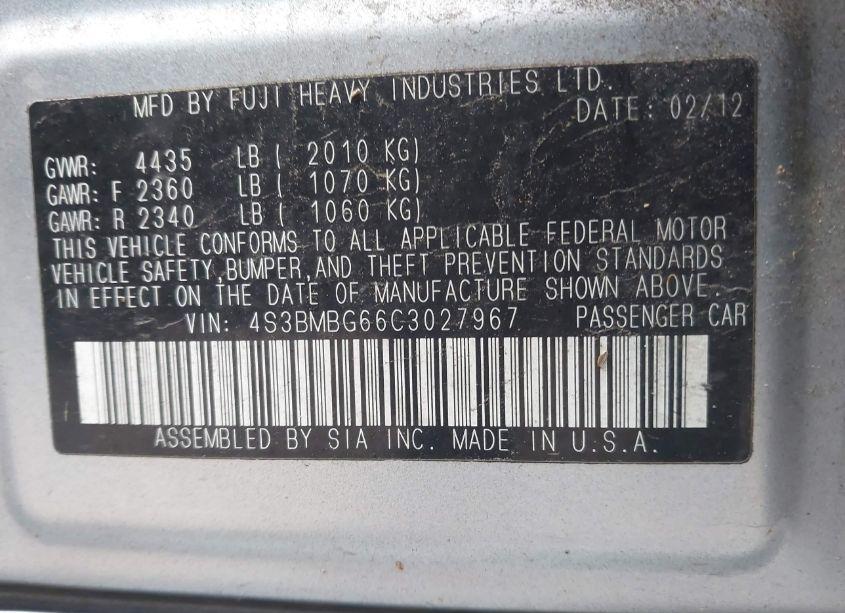 MFD BY FUJI HEAVY INDUSTRIES LTD.
DATE: 02/12
GVWR: 4435 LB ( 2010 KG)
GAWR: F 2360 LB ( 1070 KG)
GAWR: R 2340 LB ( 1060 KG)
THIS VEHICLE CONFORMS TO ALL APPLICABLE FEDERAL MOTOR
VEHICLE SAFETY, BUMPER, AND THEFT PREVENTION STANDARDS
IN EFFECT ON THE DATE OF MANUFACTURE SHOWN ABOVE.
VIN: 4S3BMBG66C3027967 PASSENGER CAR
ASSEMBLED BY SIA INC. MADE IN U.S.A.